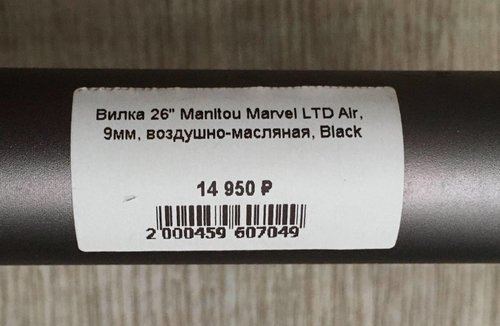 Вилка 26" Manitou Marvel LTD Air,
9мм, воздушно-масляная, Black
14 950 ₽
2 000459 607049